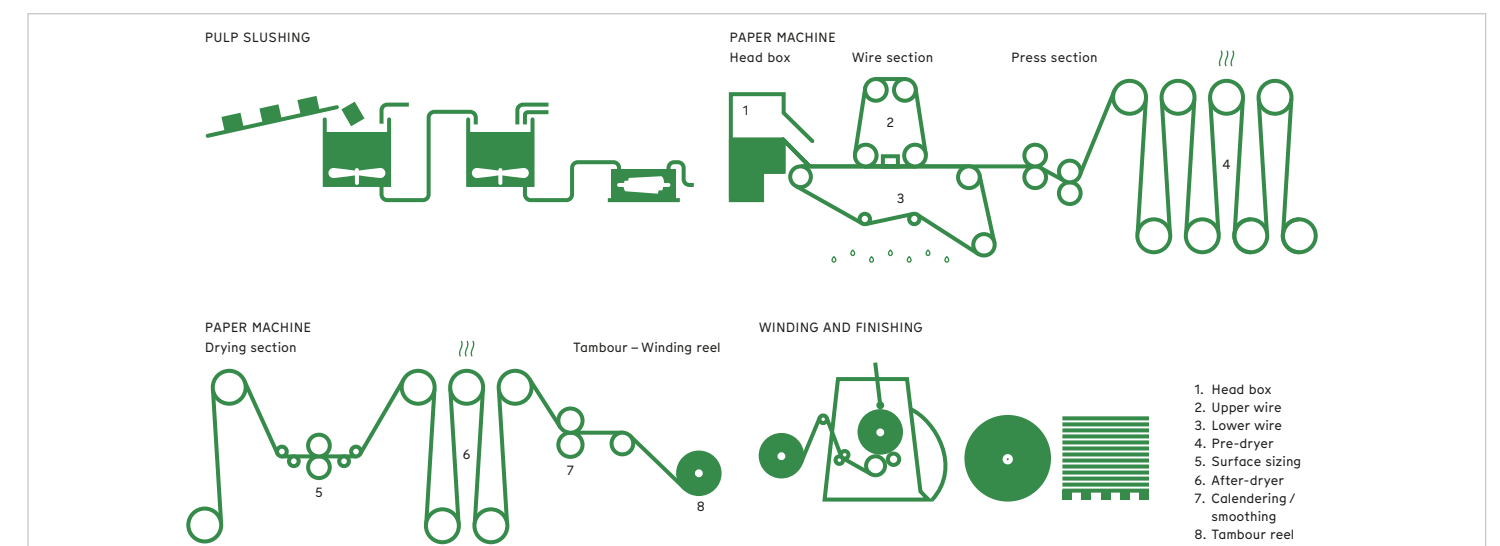 PULP SLUSHING
PAPER MACHINE
Head box
Wire section
Press section
1
2
3
4
PAPER MACHINE
Drying section
Tambour – Winding reel
5
6
7
8
WINDING AND FINISHING
1. Head box
2. Upper wire
3. Lower wire
4. Pre-dryer
5. Surface sizing
6. After-dryer
7. Calendering /
smoothing
8. Tambour reel